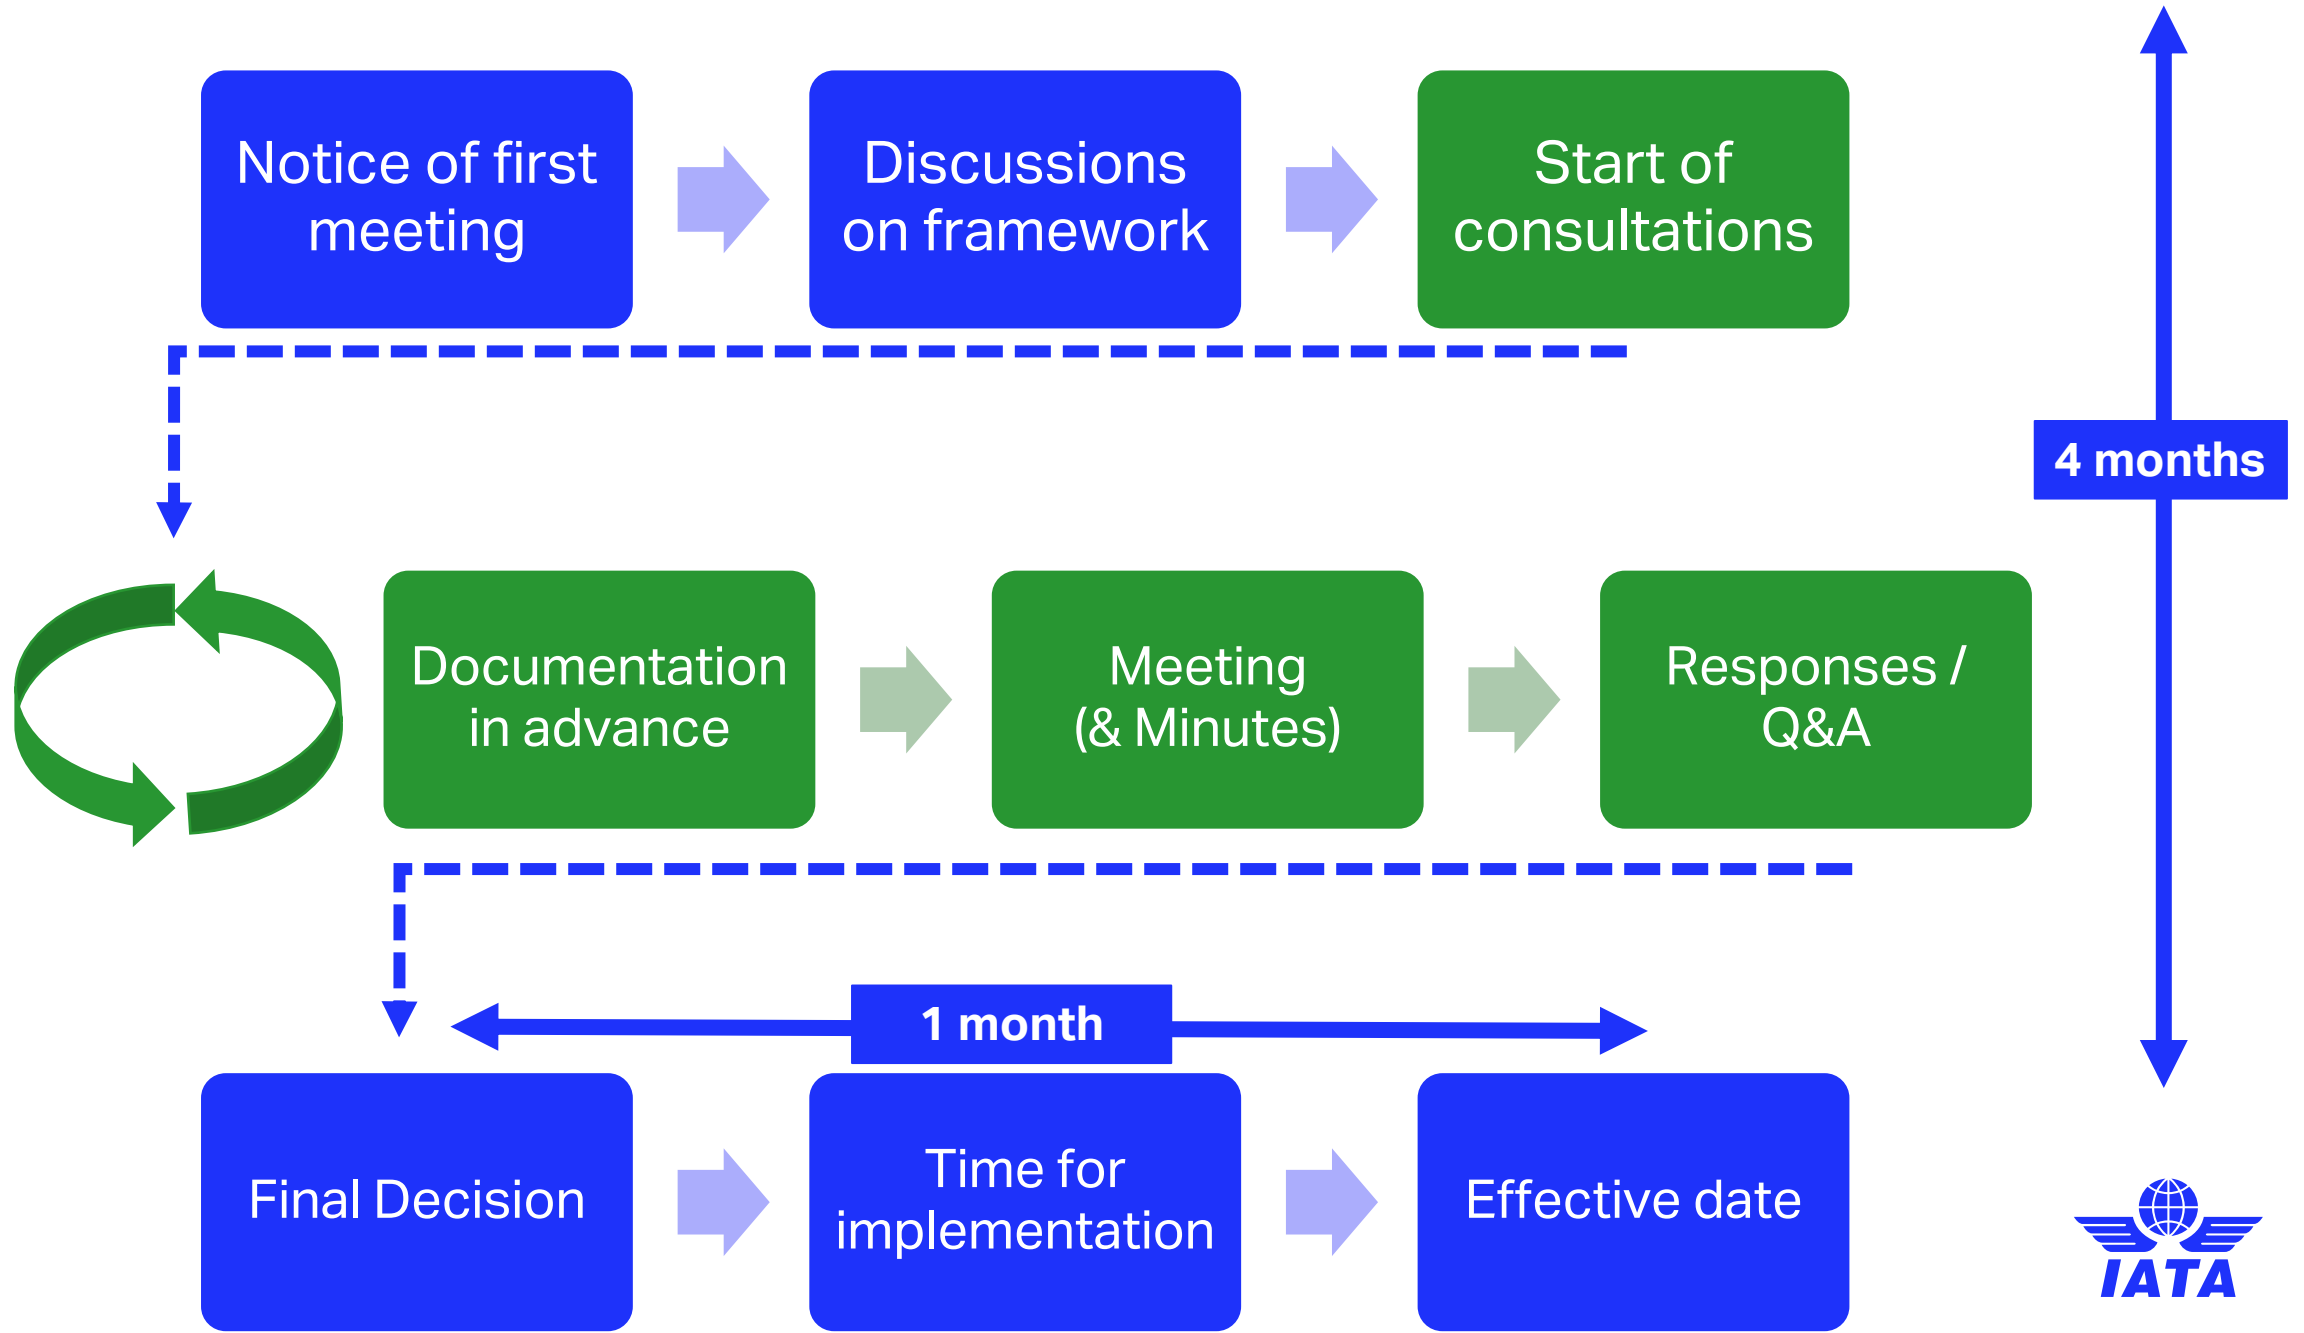 Notice of first
meeting
Discussions
on framework
Start of
consultations
4 months
Documentation
in advance
Meeting
(& Minutes)
Responses /
Q&A
1 month
Final Decision
Time for
implementation
Effective date
IATA